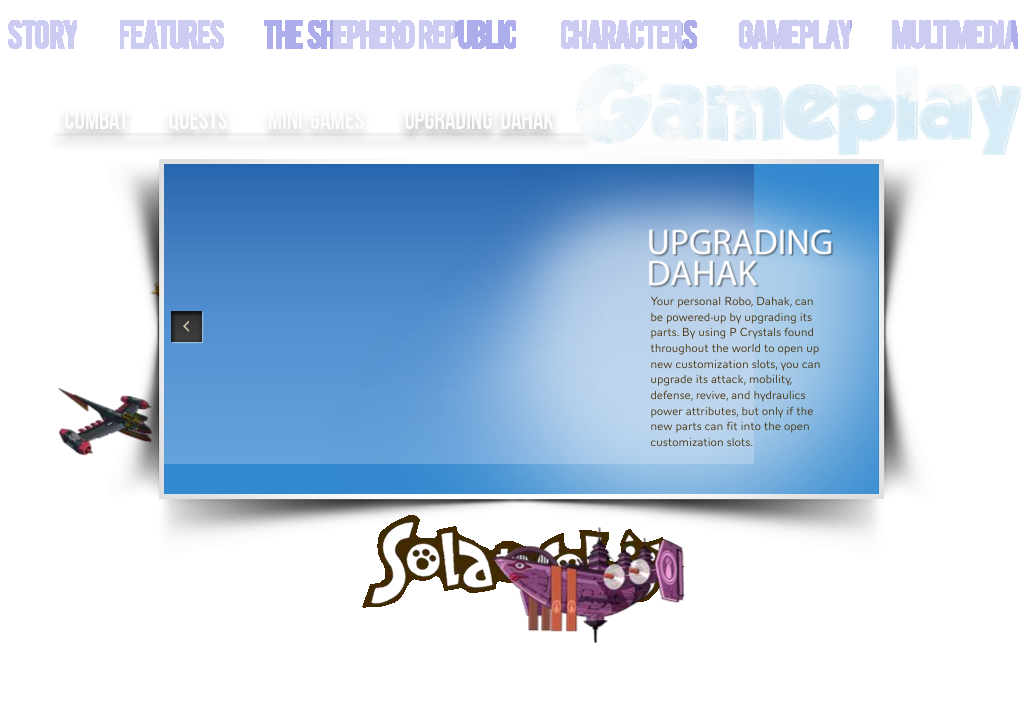 STORY FEATURES THE SHEPHERD REPUBLIC CHARACTERS GAMEPLAY MULTIMEDIA
Gameplay
COMBAT QUESTS MINI-GAMES UPGRADING DAHAK
UPGRADING
DAHAK
Your personal Robo, Dahak, can
be powered-up by upgrading its
parts. By using P Crystals found
throughout the world to open up
new customization slots, you can
upgrade its attack, mobility,
defense, revive, and hydraulics
power attributes, but only if the
new parts can fit into the open
customization slots.